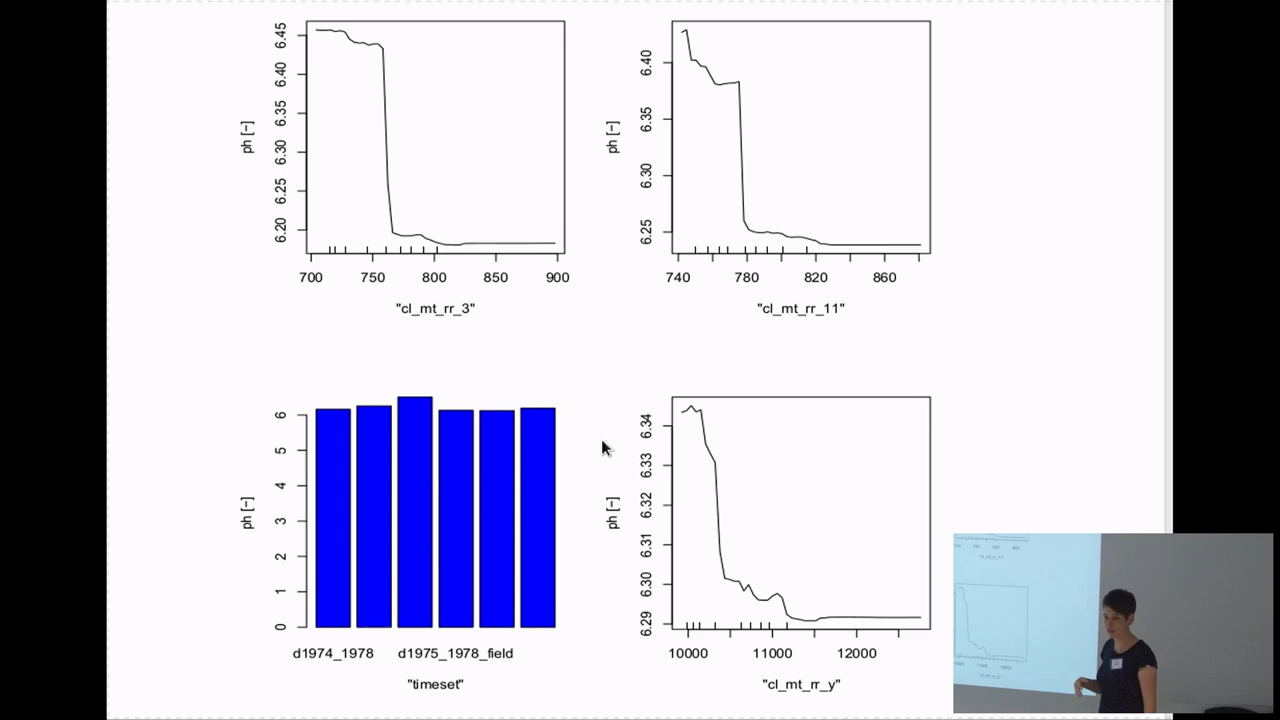 ph [−]
6.20 6.25 6.30 6.35 6.40 6.45
700 750 800 850 900
"cl_mt_rr_3"
ph [−]
6.25 6.30 6.35 6.40
740 780 820 860
"cl_mt_rr_11"
ph [−]
0 1 2 3 4 5 6
d1974_1978 d1975_1978_field
"timeset"
ph [−]
6.29 6.30 6.31 6.32 6.33 6.34
10000 11000 12000
"cl_mt_rr_y"